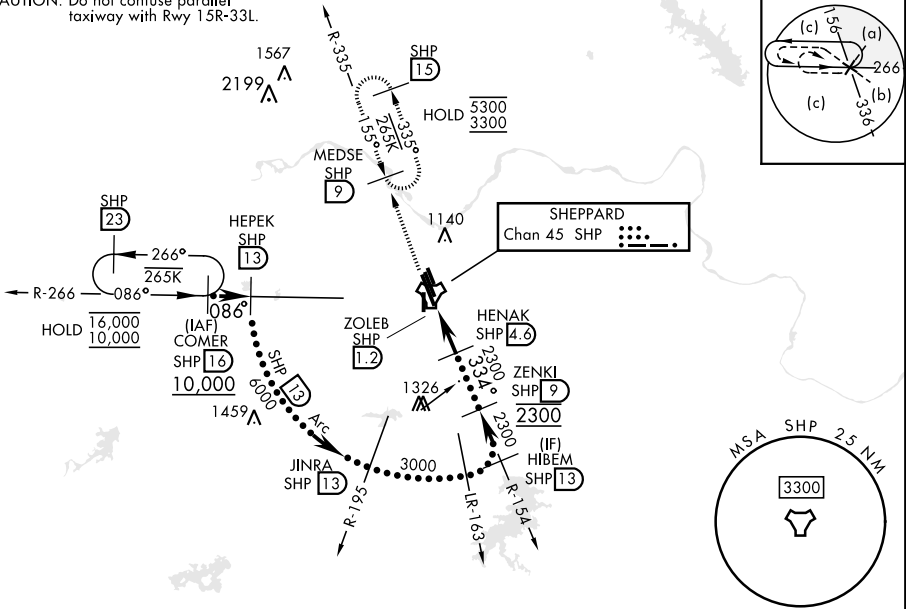 CAUTION: Do not confuse parallel
taxiway with Rwy 15R-33L.
1567
2199
R-335
SHP
15
HOLD 5300
3300
335°
265K
155°
MEDSE
SHP
9
1140
SHEPPARD
Chan 45 SHP
SHP
23
HEPEK
SHP
13
266°
265K
R-266
086°
086°
HOLD 16,000
10,000
(IAF)
COMER
SHP 16
10,000
ZOLEB
SHP
1.2
HENAK
SHP 4.6
2300
334°
ZENKI
SHP 9
2300
2300
1326
(IF)
HIBEM
SHP 13
SHP 13 Arc
6000
1459
JINRA
SHP 13
3000
R-195
LR-163
R-154
(c)
156
(a)
266
(b)
(c)
336
MSA SHP 25 NM
3300